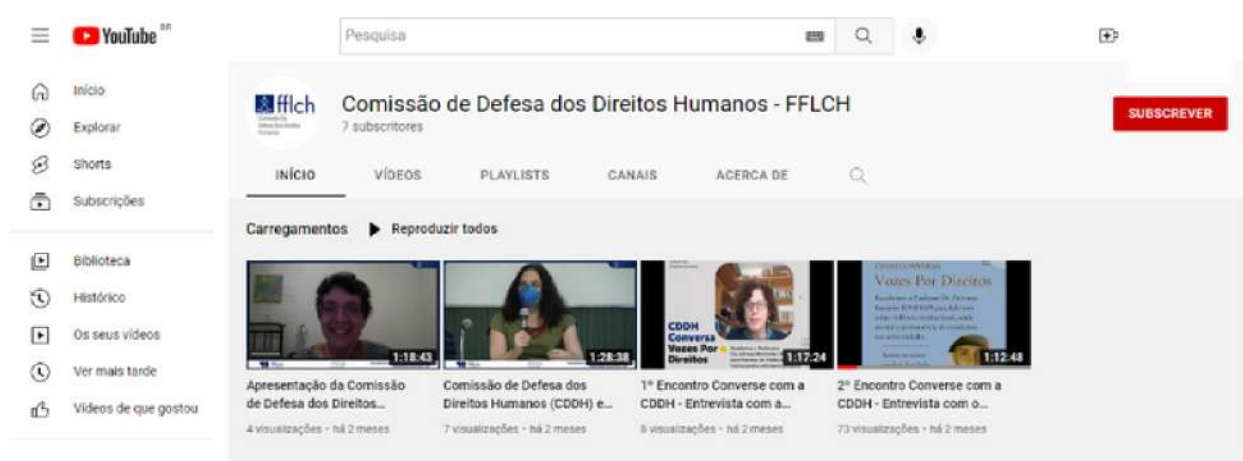 YouTube BR
Pesquisa
Início
Explorar
Shorts
Subscrições
Biblioteca
Histórico
Os seus vídeos
Ver mais tarde
Vídeos de que gostou
fflch
Comissão de Defesa dos Direitos Humanos - FFLCH
7 subscritores
SUBSCREVER
INÍCIO VÍDEOS PLAYLISTS CANAIS ACERCA DE
Carregamentos Reproduzir todos
1:18:43
Apresentação da Comissão
de Defesa dos Direitos...
4 visualizações • há 2 meses
1:28:38
Comissão de Defesa dos
Direitos Humanos (CDDH) e...
7 visualizações • há 2 meses
CDDH
Conversa
Vozes Por
Direitos
1:17:24
1º Encontro Converse com a
CDDH - Entrevista com a...
8 visualizações • há 2 meses
CDDH CONVERSA
Vozes Por Direitos
1:12:48
2º Encontro Converse com a
CDDH - Entrevista com o...
73 visualizações • há 2 meses